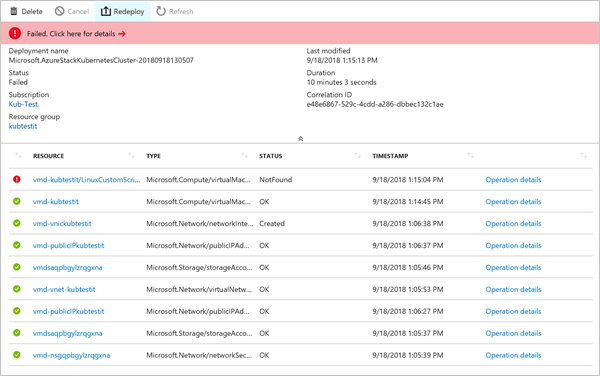 Delete Cancel Redeploy Refresh
Failed. Click here for details →
Deployment name
Microsoft.AzureStackKubernetesCluster-20180918130507
Status
Failed
Subscription
Kub-Test
Resource group
kubtestit
Last modified
9/18/2018 1:15:13 PM
Duration
10 minutes 3 seconds
Correlation ID
e48e6867-529c-4cdd-a286-dbbec132c1ae
RESOURCE TYPE STATUS TIMESTAMP
vmd-kubtestit/LinuxCustomScri... Microsoft.Compute/virtualMac... NotFound 9/18/2018 1:15:04 PM Operation details
vmd-kubtestit Microsoft.Compute/virtualMac... OK 9/18/2018 1:14:45 PM Operation details
vmd-vnickubtestit Microsoft.Network/networkInte... Created 9/18/2018 1:06:38 PM Operation details
vmd-publicIPkubtestit Microsoft.Network/publicIPAd... OK 9/18/2018 1:06:37 PM Operation details
vmdsaqpbgylzrqgxna Microsoft.Storage/storageAcco... OK 9/18/2018 1:05:46 PM Operation details
vmd-vnet-kubtestit Microsoft.Network/virtualNetw... OK 9/18/2018 1:05:53 PM Operation details
vmd-publicIPkubtestit Microsoft.Network/publicIPAd... OK 9/18/2018 1:06:27 PM Operation details
vmdsaqpbgylzrqgxna Microsoft.Storage/storageAcco... OK 9/18/2018 1:05:37 PM Operation details
vmd-nsgqpbgylzrqgxna Microsoft.Network/networkSec... OK 9/18/2018 1:05:39 PM Operation details